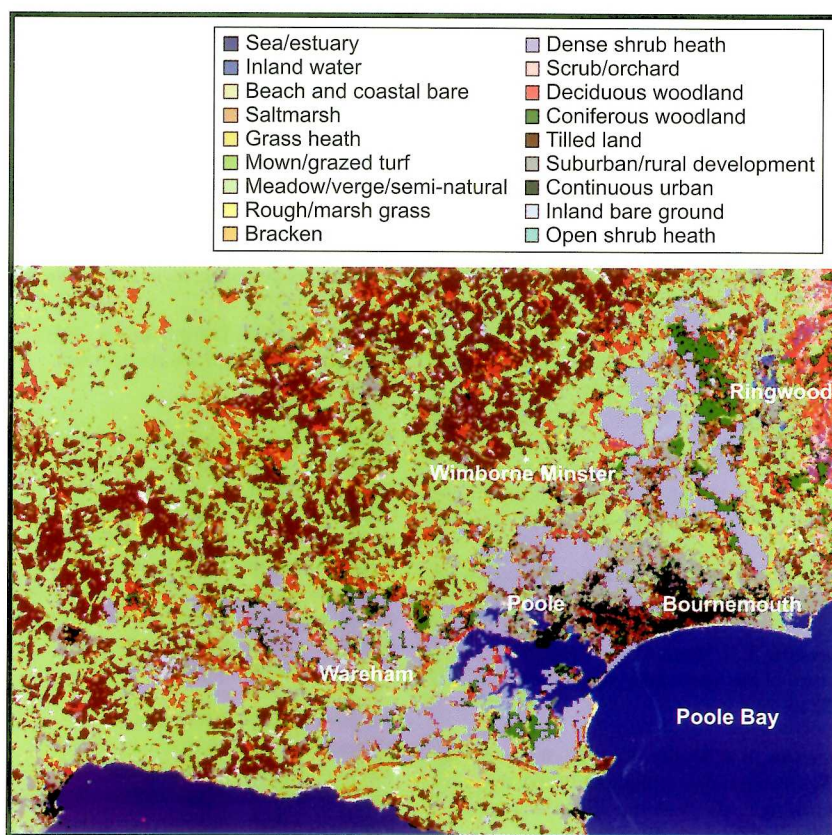 Sea/estuary
Inland water
Beach and coastal bare
Saltmarsh
Grass heath
Mown/grazed turf
Meadow/verge/semi-natural
Rough/marsh grass
Bracken
Dense shrub heath
Scrub/orchard
Deciduous woodland
Coniferous woodland
Tilled land
Suburban/rural development
Continuous urban
Inland bare ground
Open shrub heath
Ringwood
Wimborne Minster
Poole
Bournemouth
Wareham
Poole Bay